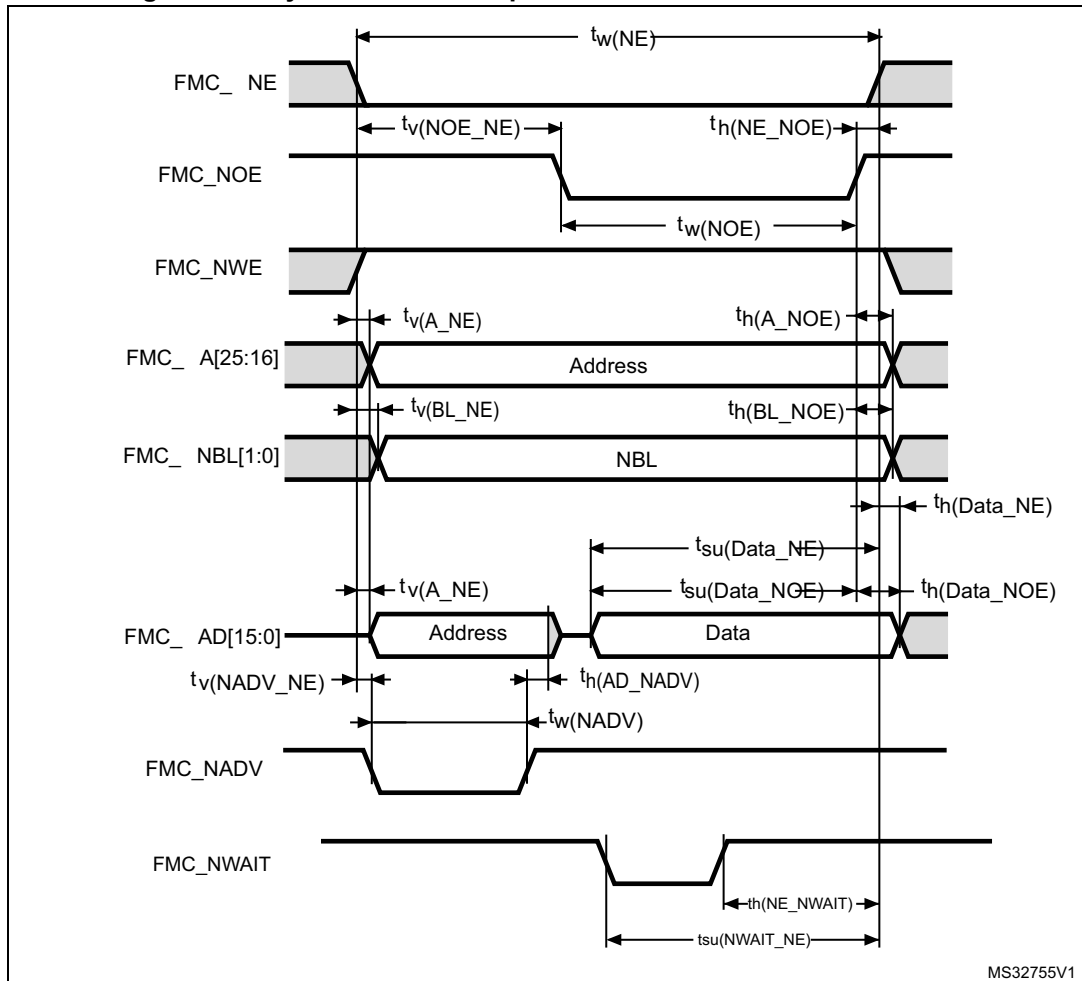 tw(NE)
FMC_ NE
tv(NOE_NE) th(NE_NOE)
FMC_NOE
tw(NOE)
FMC_NWE
tv(A_NE) th(A_NOE)
FMC_ A[25:16] Address
tv(BL_NE) th(BL_NOE)
FMC_ NBL[1:0] NBL
th(Data_NE)
tsu(Data_NE)
tv(A_NE) tsu(Data_NOE) th(Data_NOE)
FMC_ AD[15:0] Address Data
tv(NADV_NE) th(AD_NADV)
tw(NADV)
FMC_NADV
FMC_NWAIT
th(NE_NWAIT)
tsu(NWAIT_NE)
MS32755V1